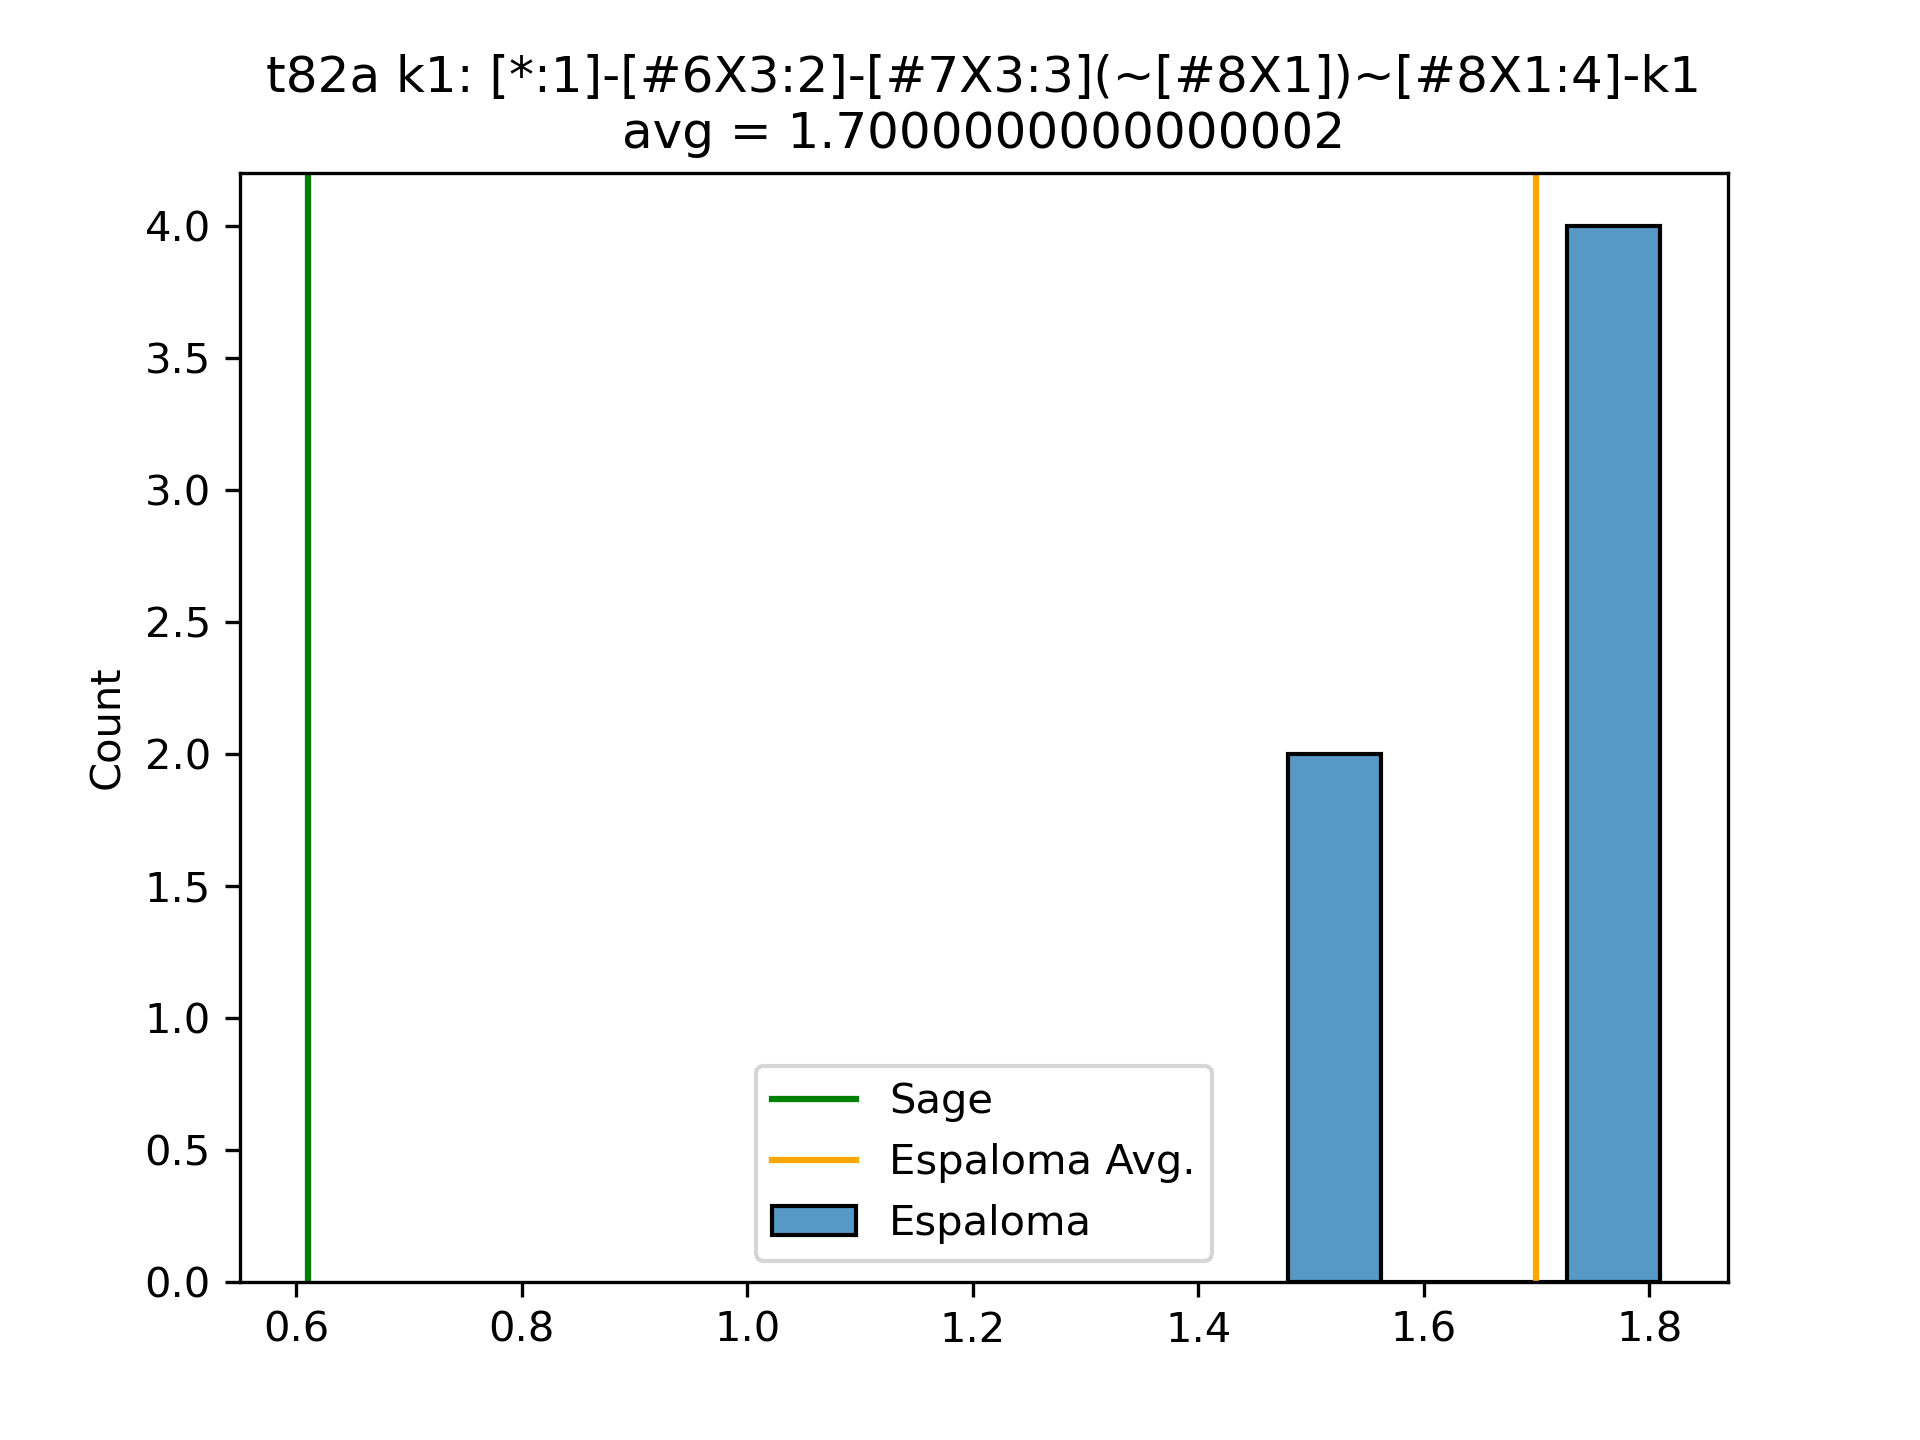 t82a k1: [*:1]-[#6X3:2]-[#7X3:3](~[#8X1])~[#8X1:4]-k1
avg = 1.7000000000000002
4.0
3.5
3.0
2.5
2.0
1.5
1.0
0.5
0.0
Count
Sage
Espaloma Avg.
Espaloma
0.6 0.8 1.0 1.2 1.4 1.6 1.8